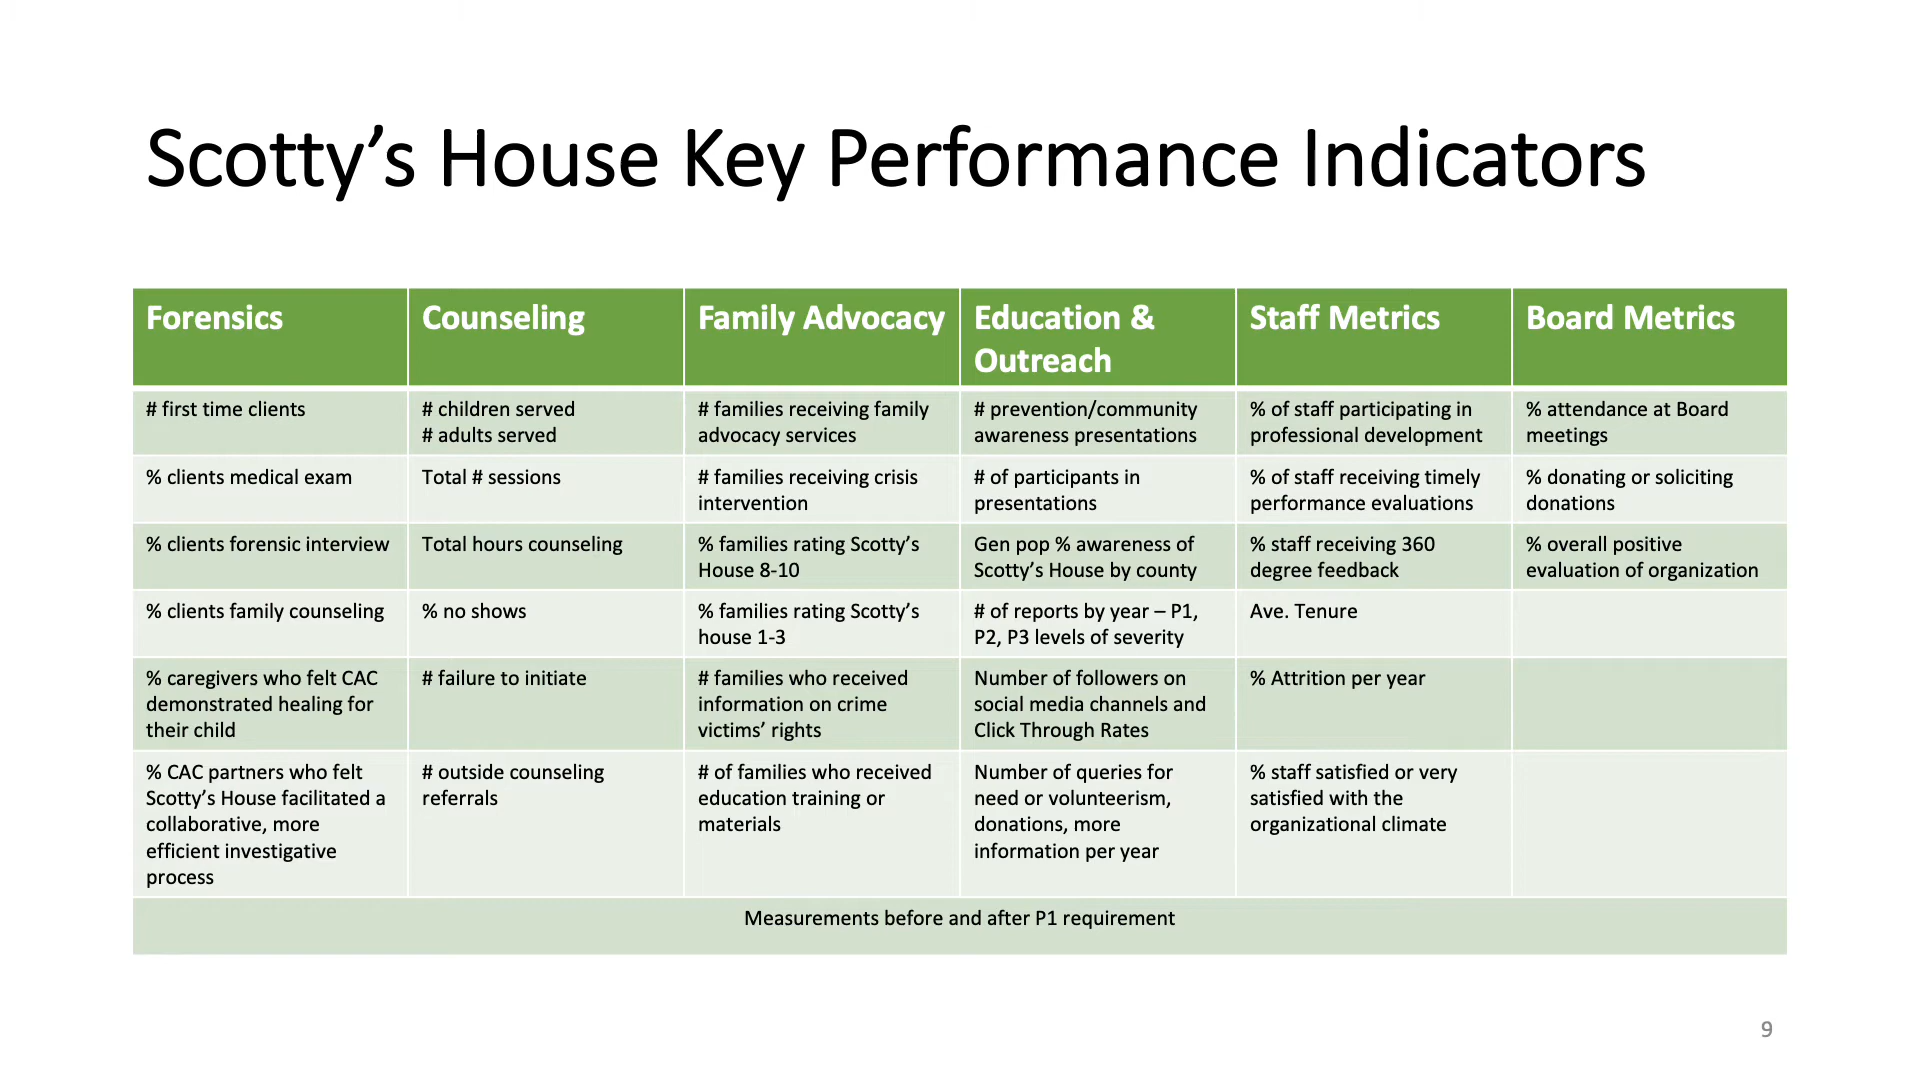 Scotty’s House Key Performance Indicators
Forensics
Counseling
Family Advocacy
Education &
Outreach
Staff Metrics
Board Metrics
# first time clients
# children served
# adults served
# families receiving family
advocacy services
# prevention/community
awareness presentations
% of staff participating in
professional development
% attendance at Board
meetings
% clients medical exam
Total # sessions
# families receiving crisis
intervention
# of participants in
presentations
% of staff receiving timely
performance evaluations
% donating or soliciting
donations
% clients forensic interview
Total hours counseling
% families rating Scotty’s
House 8-10
Gen pop % awareness of
Scotty’s House by county
% staff receiving 360
degree feedback
% overall positive
evaluation of organization
% clients family counseling
% no shows
% families rating Scotty’s
house 1-3
# of reports by year – P1,
P2, P3 levels of severity
Ave. Tenure
% caregivers who felt CAC
demonstrated healing for
their child
# failure to initiate
# families who received
information on crime
victims’ rights
Number of followers on
social media channels and
Click Through Rates
% Attrition per year
% CAC partners who felt
Scotty’s House facilitated a
collaborative, more
efficient investigative
process
# outside counseling
referrals
# of families who received
education training or
materials
Number of queries for
need or volunteerism,
donations, more
information per year
% staff satisfied or very
satisfied with the
organizational climate
Measurements before and after P1 requirement
9